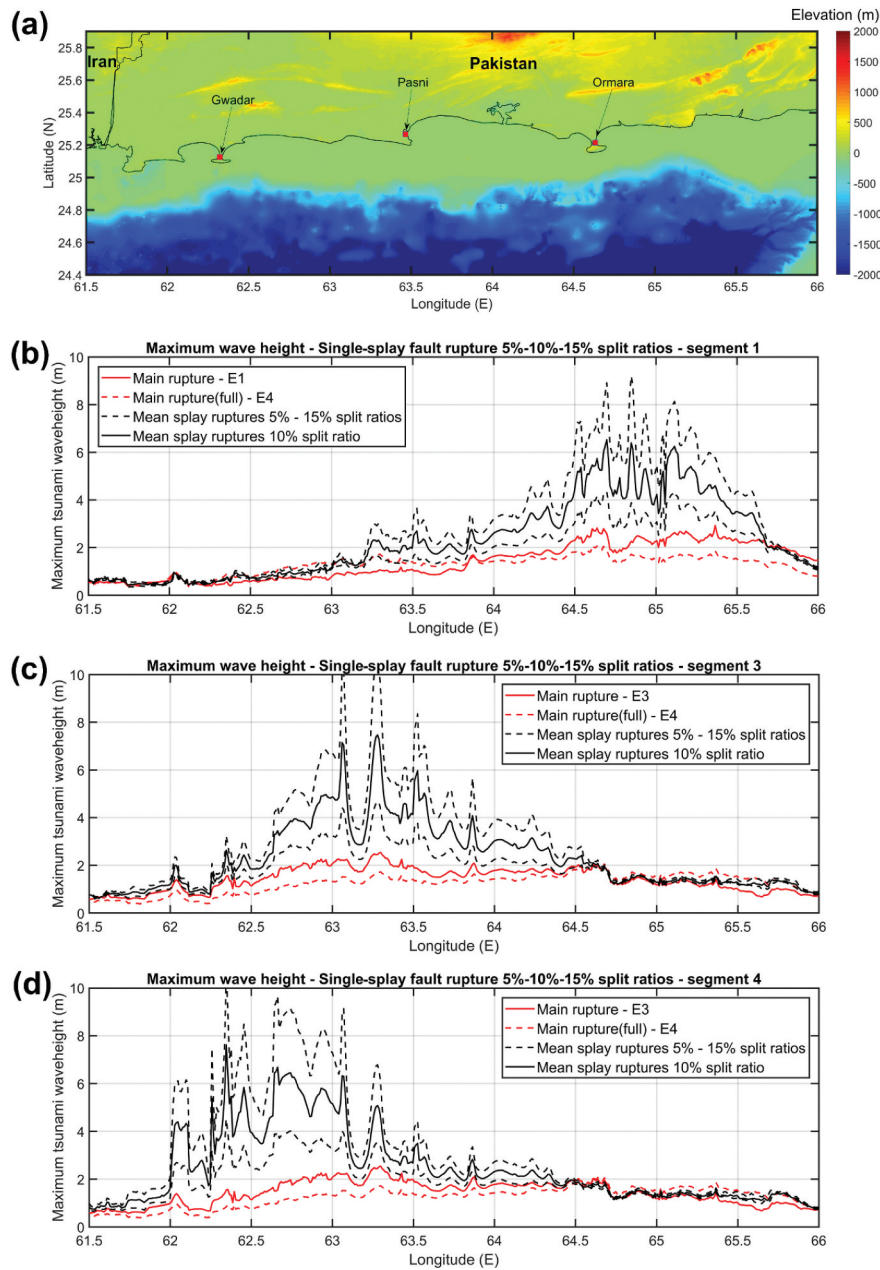 (a)
Elevation (m)
25.8
25.6
25.4
25.2
25
24.8
24.6
24.4
Latitude (N)
Iran
Pakistan
Gwadar
Pasni
Ormara
2000
1500
1000
500
0
-500
-1000
-1500
-2000
61.5 62 62.5 63 63.5 64 64.5 65 65.5 66
Longitude (E)
(b)
Maximum wave height - Single-splay fault rupture 5%-10%-15% split ratios - segment 1
Maximum tsunami waveheight (m)
10
8
6
4
2
0
Main rupture - E1
Main rupture(full) - E4
Mean splay ruptures 5% - 15% split ratios
Mean splay ruptures 10% split ratio
61.5 62 62.5 63 63.5 64 64.5 65 65.5 66
Longitude (E)
(c)
Maximum wave height - Single-splay fault rupture 5%-10%-15% split ratios - segment 3
Maximum tsunami waveheight (m)
10
8
6
4
2
0
Main rupture - E3
Main rupture(full) - E4
Mean splay ruptures 5% - 15% split ratios
Mean splay ruptures 10% split ratio
61.5 62 62.5 63 63.5 64 64.5 65 65.5 66
Longitude (E)
(d)
Maximum wave height - Single-splay fault rupture 5%-10%-15% split ratios - segment 4
Maximum tsunami waveheight (m)
10
8
6
4
2
0
Main rupture - E3
Main rupture(full) - E4
Mean splay ruptures 5% - 15% split ratios
Mean splay ruptures 10% split ratio
61.5 62 62.5 63 63.5 64 64.5 65 65.5 66
Longitude (E)